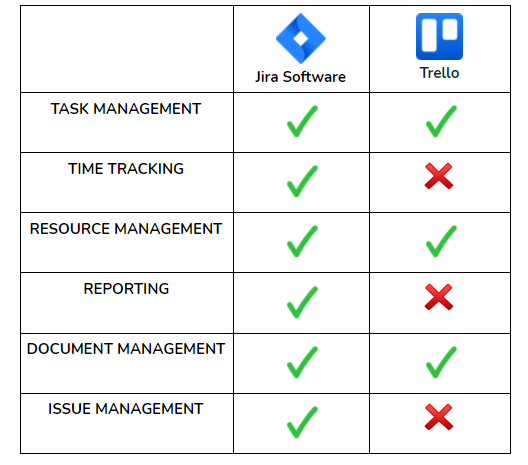 Jira Software
Trello
TASK MANAGEMENT
TIME TRACKING
RESOURCE MANAGEMENT
REPORTING
DOCUMENT MANAGEMENT
ISSUE MANAGEMENT